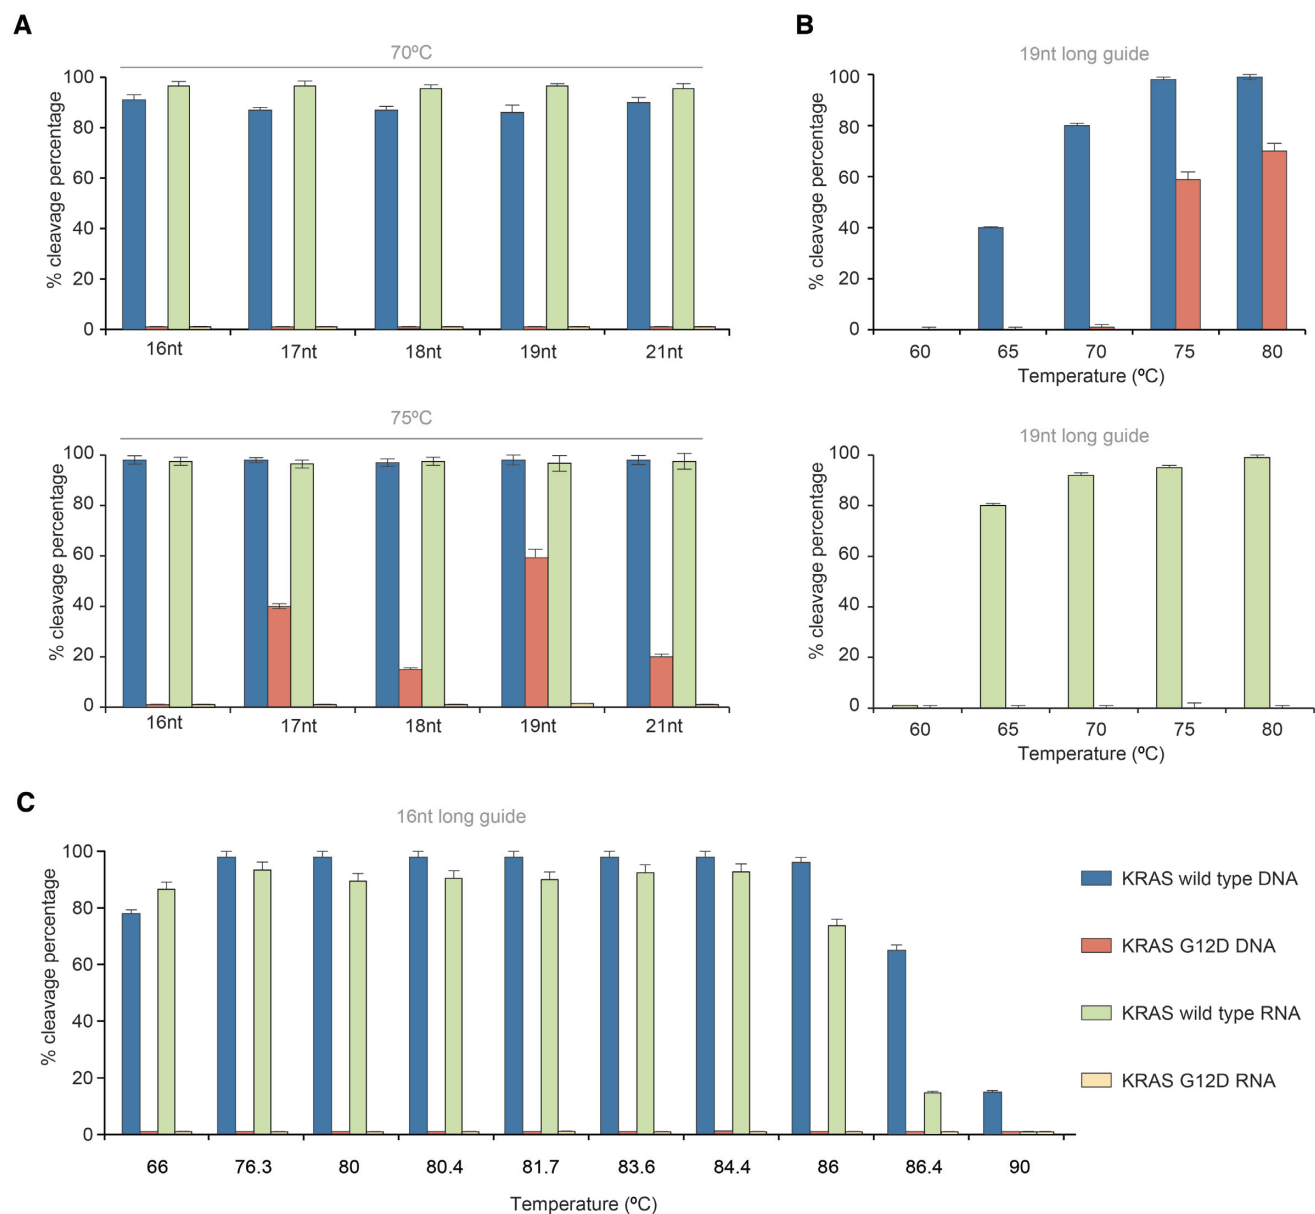 A
70ºC
% cleavage percentage
100
80
60
40
20
0
16nt 17nt 18nt 19nt 21nt
75ºC
% cleavage percentage
100
80
60
40
20
0
16nt 17nt 18nt 19nt 21nt
B
19nt long guide
% cleavage percentage
100
80
60
40
20
0
60 65 70 75 80
Temperature (ºC)
19nt long guide
% cleavage percentage
100
80
60
40
20
0
60 65 70 75 80
Temperature (ºC)
C
16nt long guide
% cleavage percentage
100
80
60
40
20
0
66 76.3 80 80.4 81.7 83.6 84.4 86 86.4 90
Temperature (ºC)
KRAS wild type DNA
KRAS G12D DNA
KRAS wild type RNA
KRAS G12D RNA